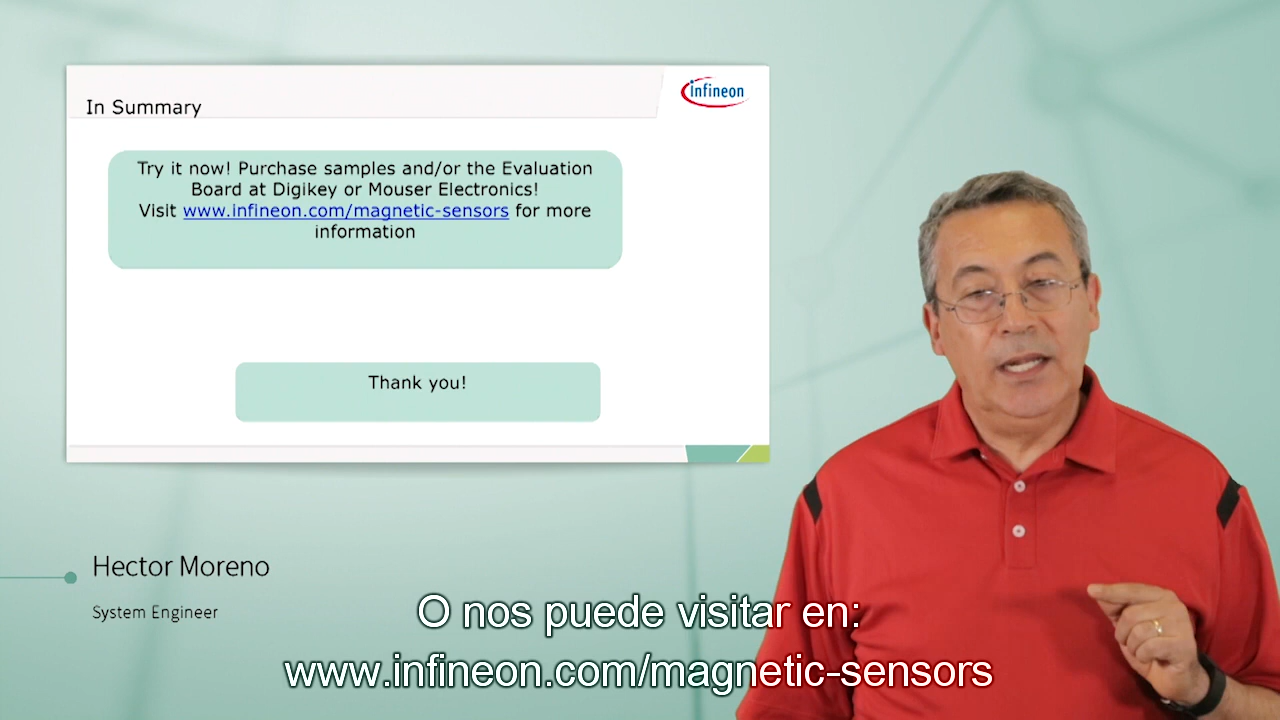 In Summary
infineon
Try it now! Purchase samples and/or the Evaluation
Board at Digikey or Mouser Electronics!
Visit www.infineon.com/magnetic-sensors for more
information
Thank you!
Hector Moreno
System Engineer
O nos puede visitar en:
www.infineon.com/magnetic-sensors